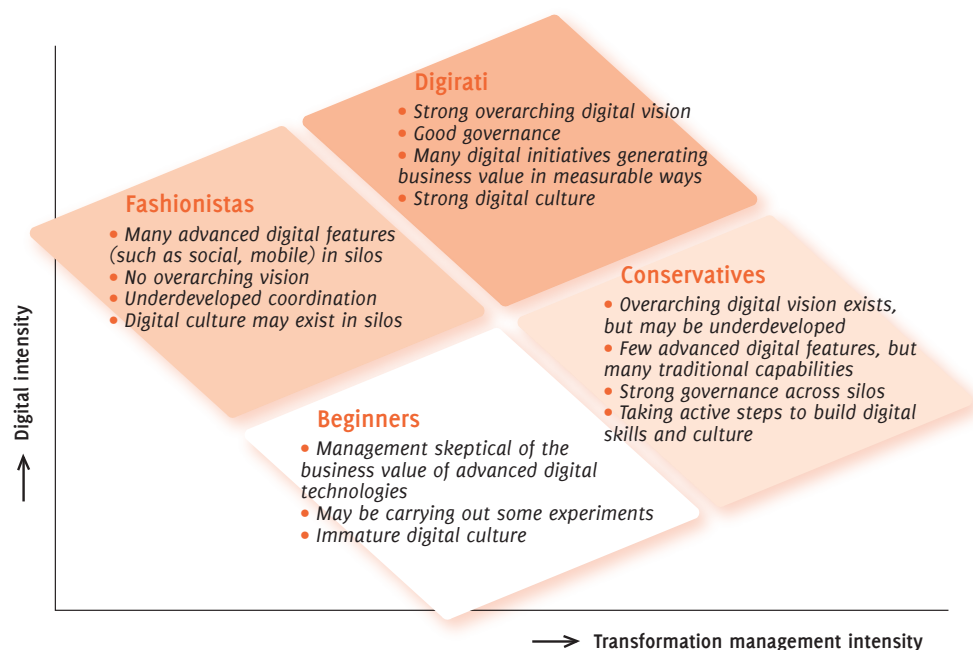 Digirati
• Strong overarching digital vision
• Good governance
• Many digital initiatives generating
business value in measurable ways
• Strong digital culture
Fashionistas
• Many advanced digital features
(such as social, mobile) in silos
• No overarching vision
• Underdeveloped coordination
• Digital culture may exist in silos
Conservatives
• Overarching digital vision exists,
but may be underdeveloped
• Few advanced digital features, but
many traditional capabilities
• Strong governance across silos
• Taking active steps to build digital
skills and culture
Beginners
• Management skeptical of the
business value of advanced digital
technologies
• May be carrying out some experiments
• Immature digital culture
Digital intensity
Transformation management intensity